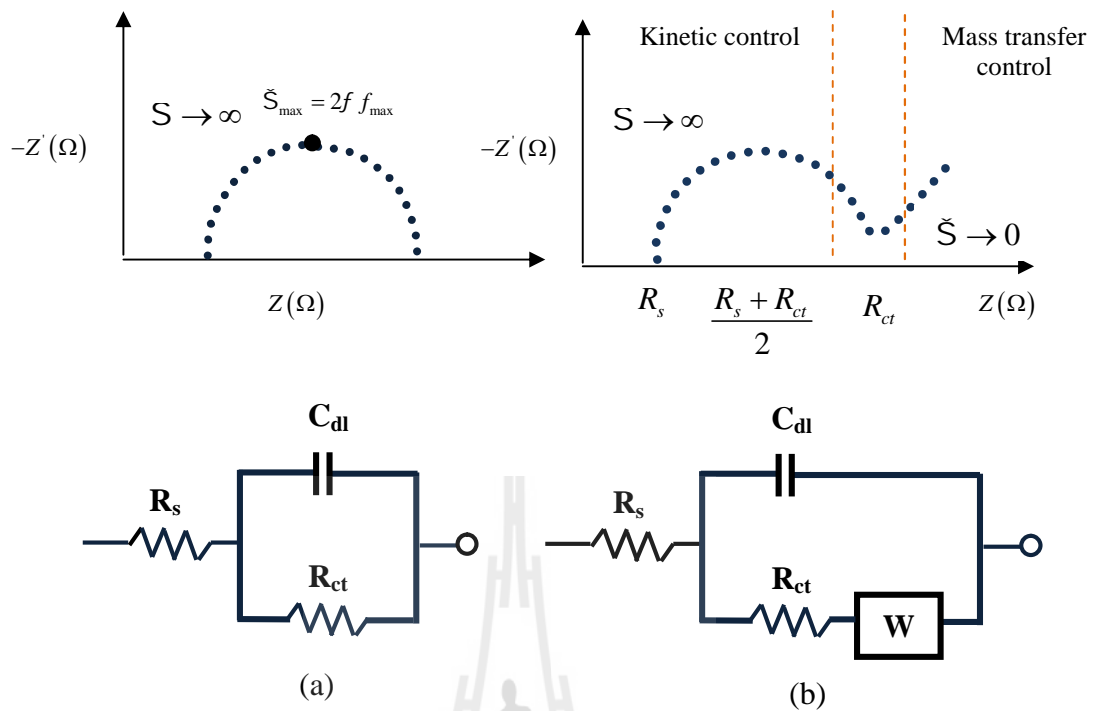 Kinetic control
Mass transfer
control
S → ∞
Š_max = 2f f_max
−Z'(Ω)
Z(Ω)
−Z'(Ω)
S → ∞
Š → 0
R_s
R_s + R_ct
2
R_ct
Z(Ω)
C_dl
R_s
R_ct
(a)
C_dl
R_s
R_ct
W
(b)